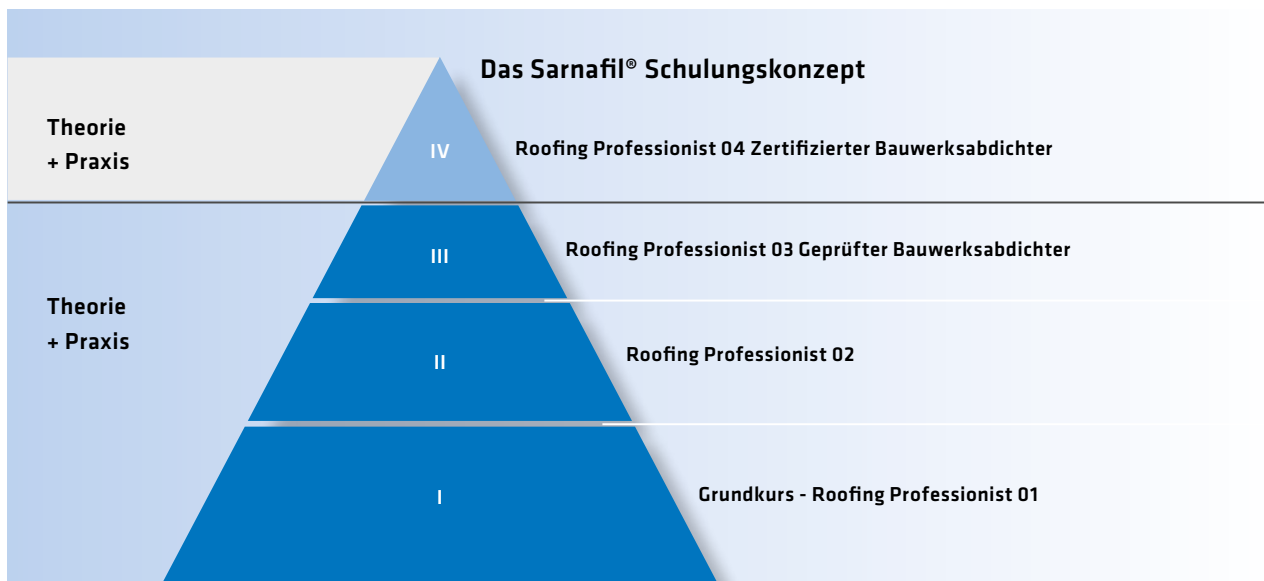 Das Sarnafil® Schulungskonzept
Theorie
+ Praxis
IV
Roofing Professionist 04 Zertifizierter Bauwerksabdichter
III
Roofing Professionist 03 Geprüfter Bauwerksabdichter
Theorie
+ Praxis
II
Roofing Professionist 02
I
Grundkurs - Roofing Professionist 01